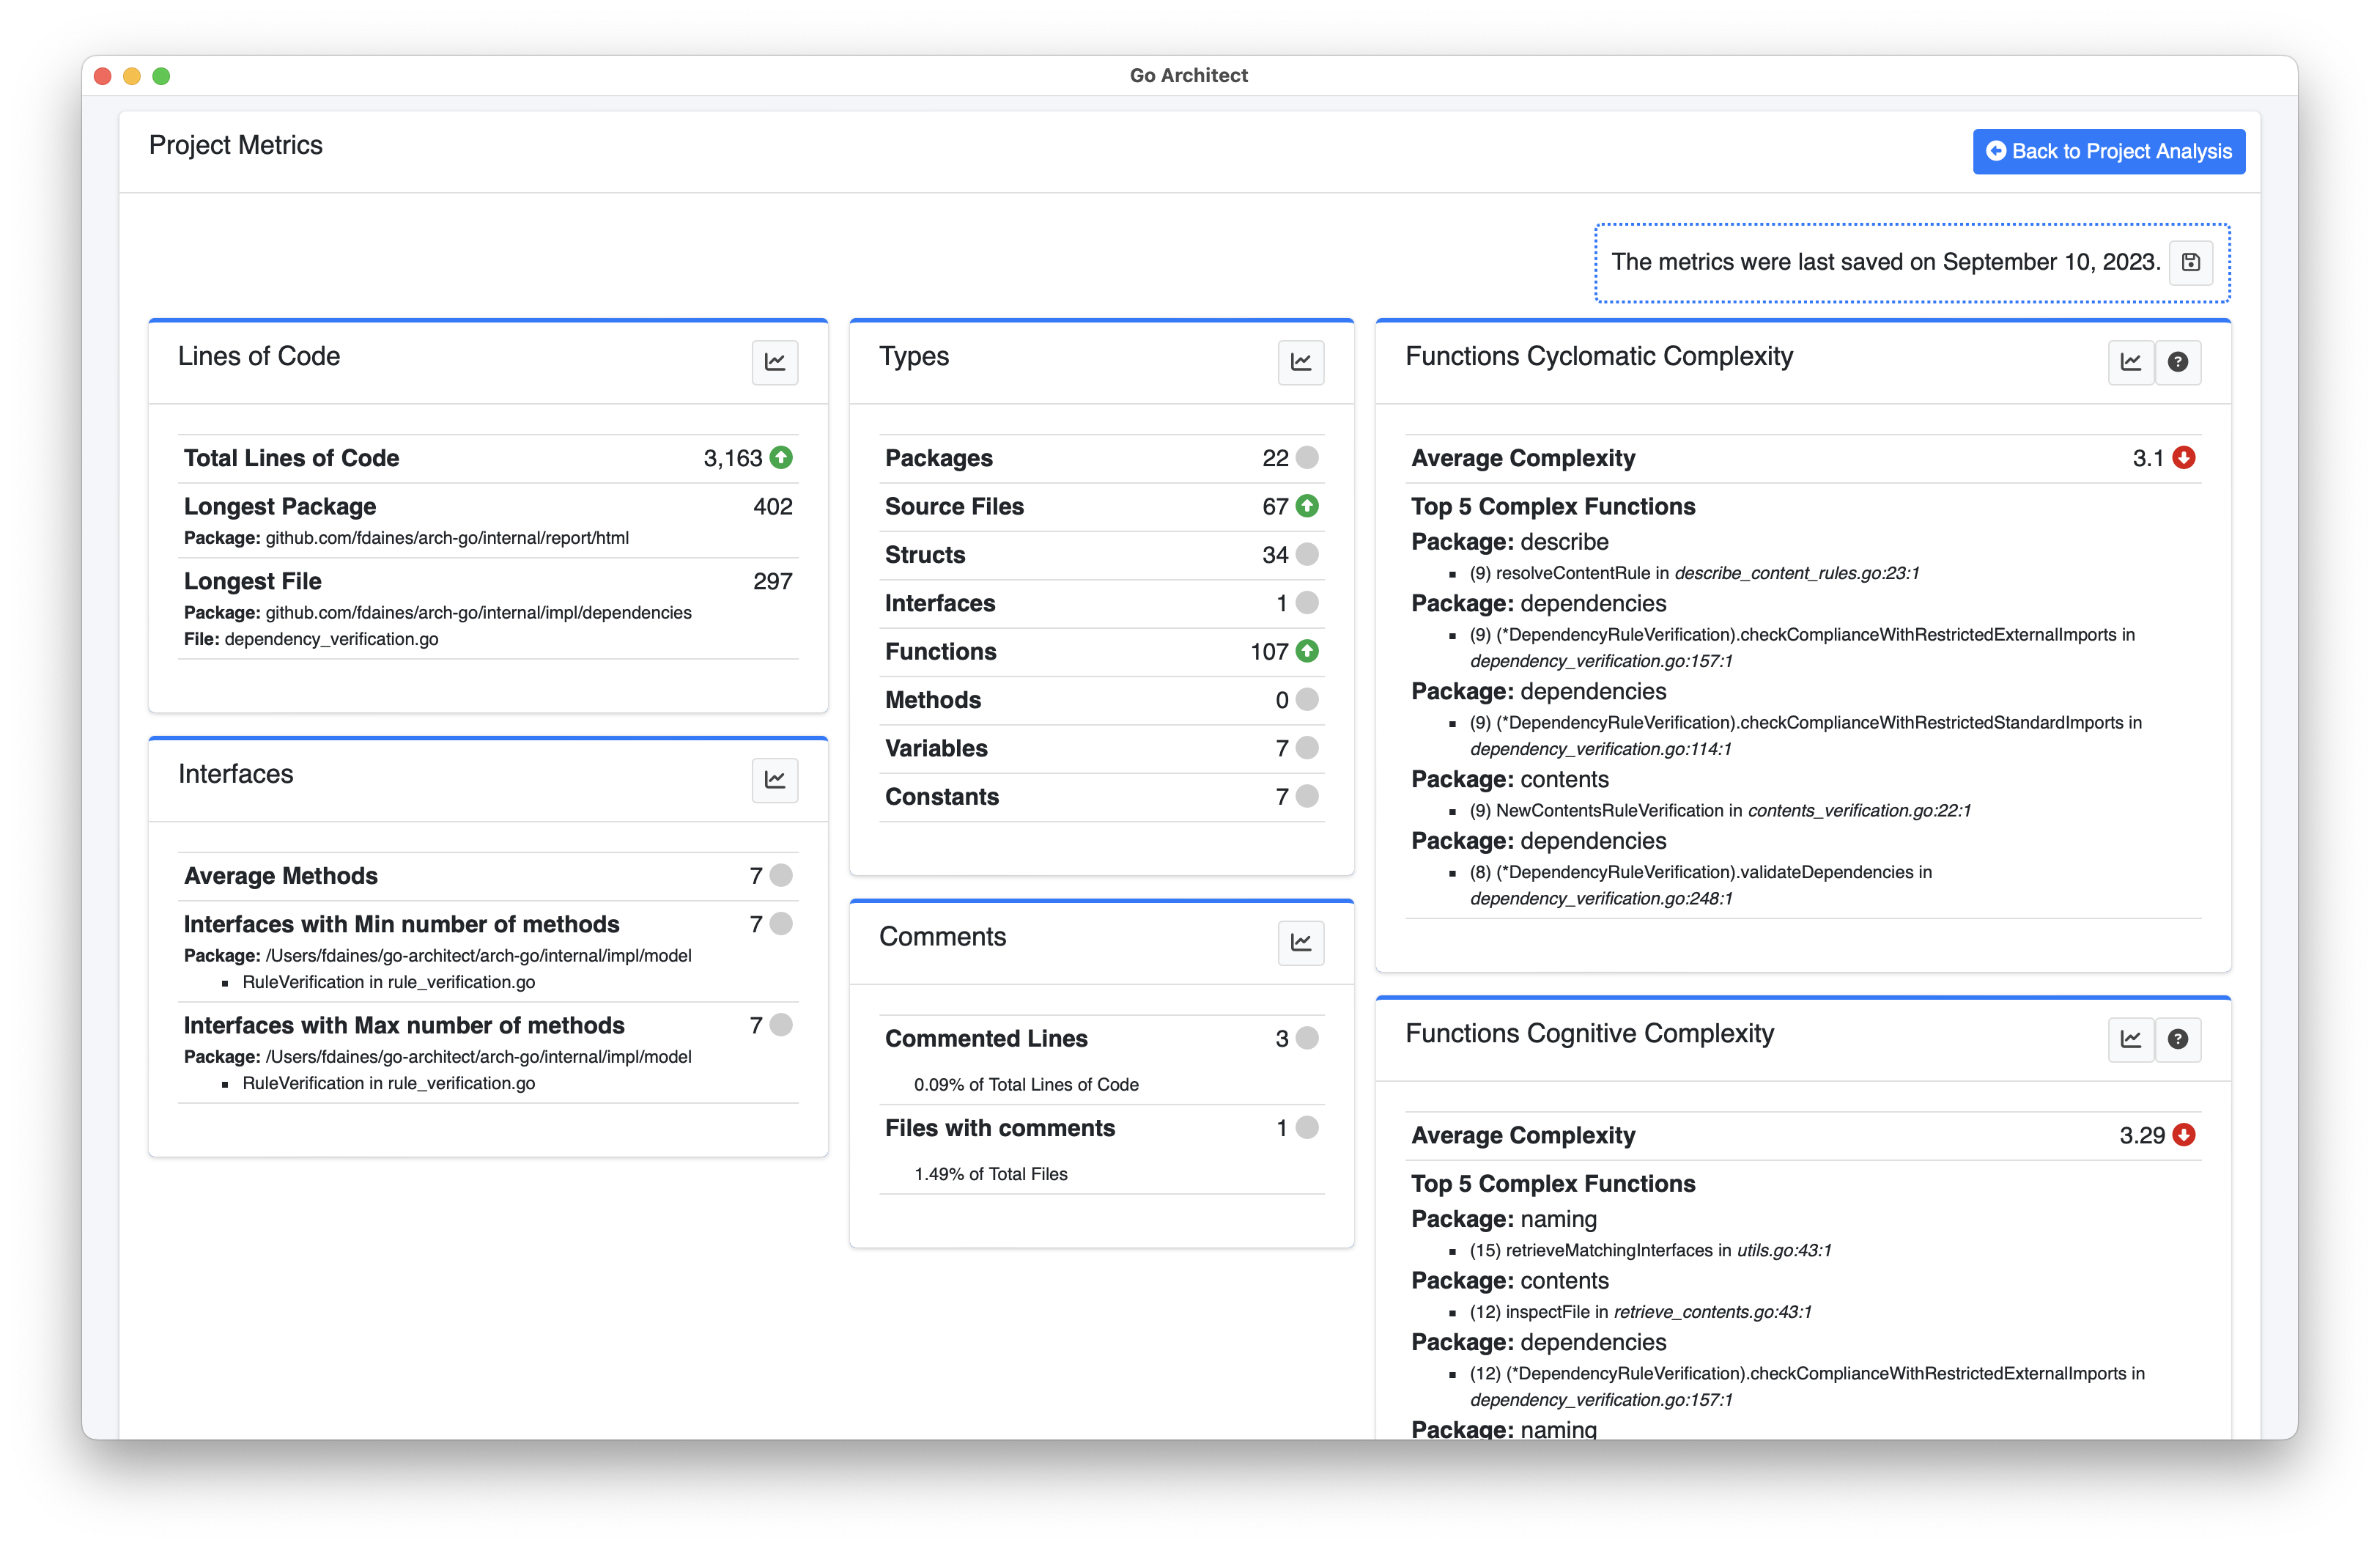 Go Architect
Project Metrics
Back to Project Analysis
The metrics were last saved on September 10, 2023.
Lines of Code
Total Lines of Code 3,163
Longest Package 402
Package: github.com/fdaines/arch-go/internal/report/html
Longest File 297
Package: github.com/fdaines/arch-go/internal/impl/dependencies
File: dependency_verification.go
Interfaces
Average Methods 7
Interfaces with Min number of methods 7
Package: /Users/fdaines/go-architect/arch-go/internal/impl/model
RuleVerification in rule_verification.go
Interfaces with Max number of methods 7
Package: /Users/fdaines/go-architect/arch-go/internal/impl/model
RuleVerification in rule_verification.go
Types
Packages 22
Source Files 67
Structs 34
Interfaces 1
Functions 107
Methods 0
Variables 7
Constants 7
Comments
Commented Lines 3
0.09% of Total Lines of Code
Files with comments 1
1.49% of Total Files
Functions Cyclomatic Complexity
Average Complexity 3.1
Top 5 Complex Functions
Package: describe
(9) resolveContentRule in describe_content_rules.go:23:1
Package: dependencies
(9) (*DependencyRuleVerification).checkComplianceWithRestrictedExternalImports in
dependency_verification.go:157:1
Package: dependencies
(9) (*DependencyRuleVerification).checkComplianceWithRestrictedStandardImports in
dependency_verification.go:114:1
Package: contents
(9) NewContentsRuleVerification in contents_verification.go:22:1
Package: dependencies
(8) (*DependencyRuleVerification).validateDependencies in
dependency_verification.go:248:1
Functions Cognitive Complexity
Average Complexity 3.29
Top 5 Complex Functions
Package: naming
(15) retrieveMatchingInterfaces in utils.go:43:1
Package: contents
(12) inspectFile in retrieve_contents.go:43:1
Package: dependencies
(12) (*DependencyRuleVerification).checkComplianceWithRestrictedExternalImports in
dependency_verification.go:157:1
Package: naming